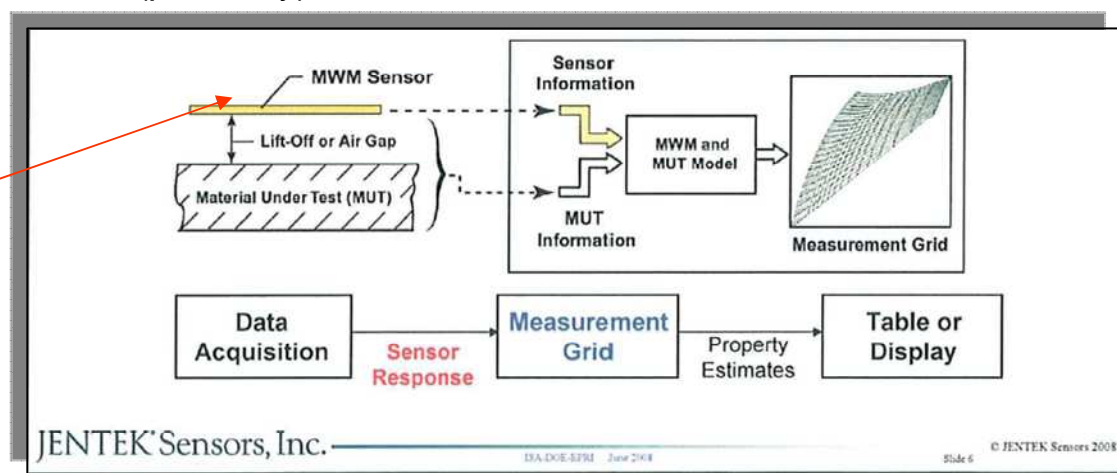 MWM Sensor
Lift-Off or Air Gap
Material Under Test (MUT)
Sensor
Information
MUT
Information
MWM and
MUT Model
Measurement Grid
Data
Acquisition
Sensor
Response
Measurement
Grid
Property
Estimates
Table or
Display
JENTEK® Sensors, Inc.
June 2008
© JENTEK Sensors 2008
Slide 6